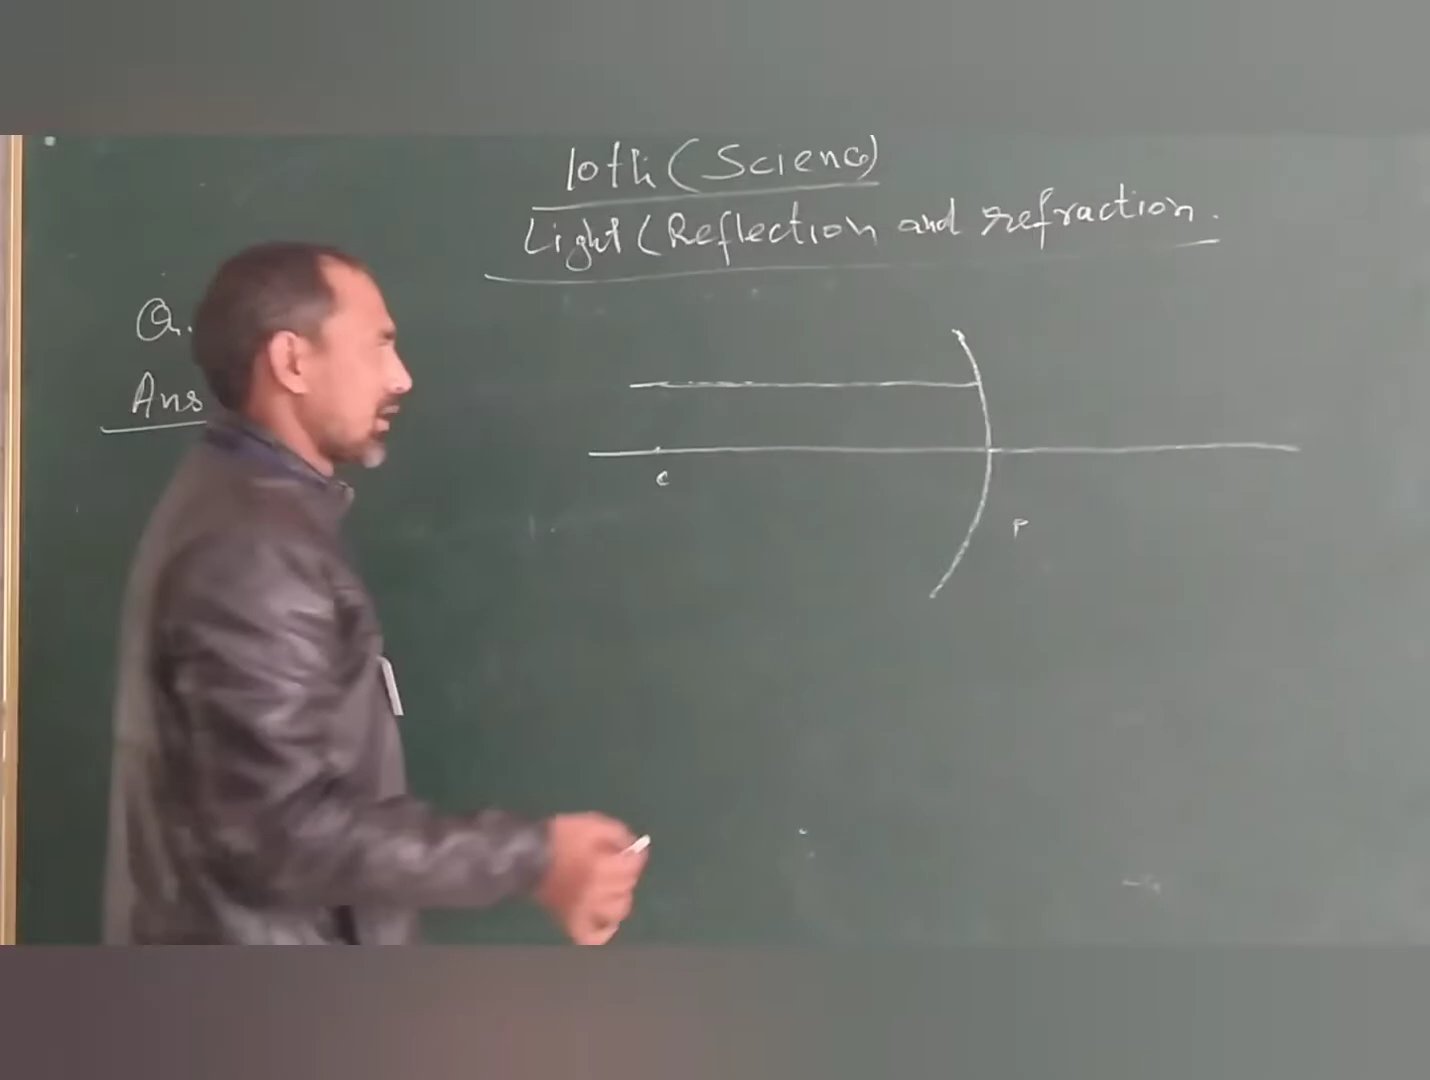 10th (Science)
Light (Reflection and refraction.
Q.
Ans
C
P